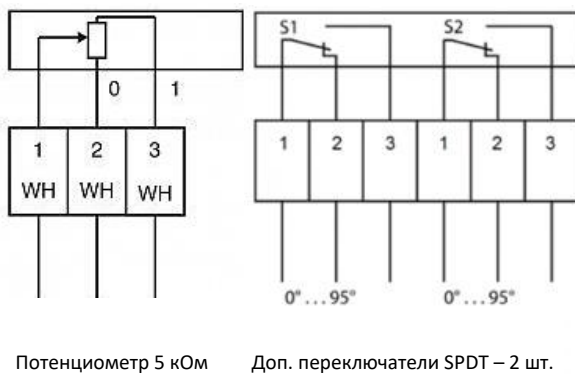 0 1
1 2 3
WH WH WH
S1 S2
1 2 3 1 2 3
0°...95° 0°...95°
Потенциометр 5 кОм
Доп. переключатели SPDT – 2 шт.